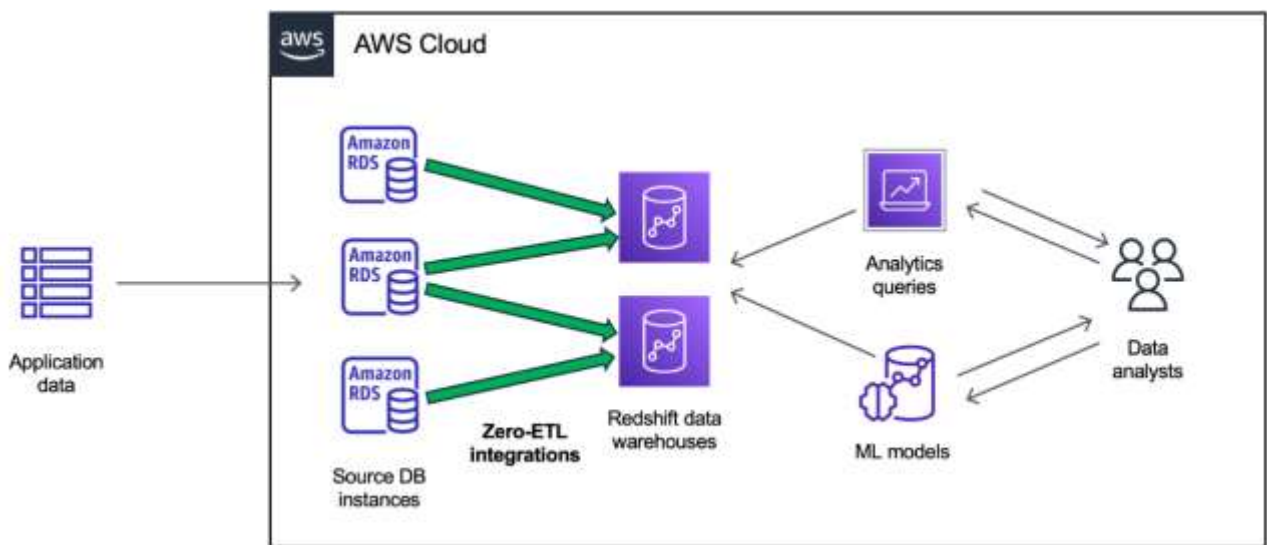 aws
AWS Cloud
Amazon
RDS
Amazon
RDS
Amazon
RDS
Application
data
Source DB
instances
Zero-ETL
integrations
Redshift data
warehouses
Analytics
queries
ML models
Data
analysts